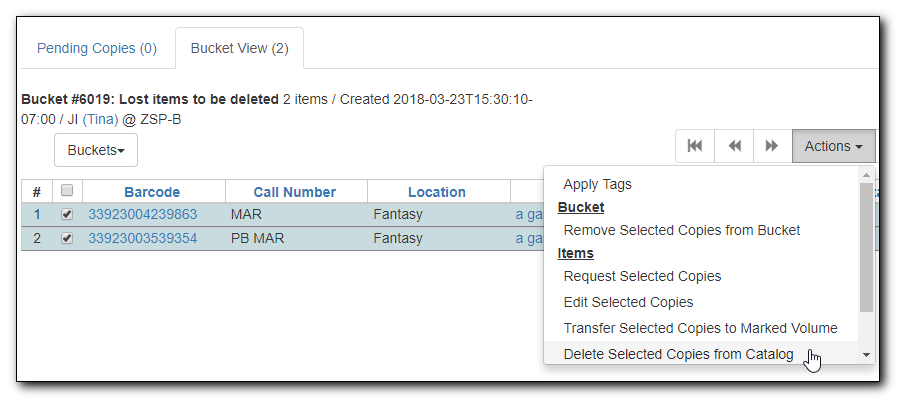 Pending Copies (0) Bucket View (2)
Bucket #6019: Lost items to be deleted 2 items / Created 2018-03-23T15:30:10-
07:00 / JI (Tina) @ ZSP-B
Buckets Actions
# Barcode Call Number Location
1 33923004239863 MAR Fantasy a ga
2 33923003539354 PB MAR Fantasy a ga
Apply Tags
Bucket
Remove Selected Copies from Bucket
Items
Request Selected Copies
Edit Selected Copies
Transfer Selected Copies to Marked Volume
Delete Selected Copies from Catalog